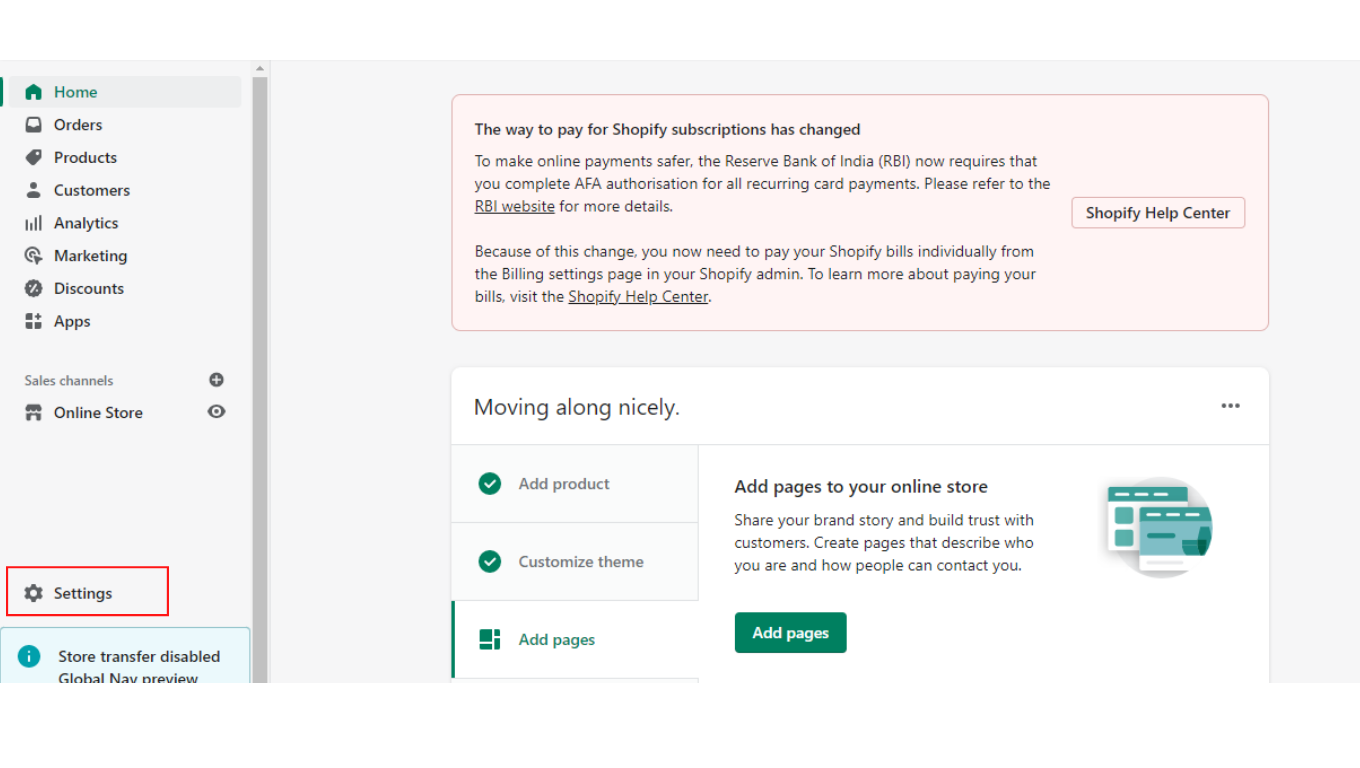 Home
Orders
Products
Customers
Analytics
Marketing
Discounts
Apps
Sales channels
Online Store
Settings
Store transfer disabled
Global Nav preview
The way to pay for Shopify subscriptions has changed
To make online payments safer, the Reserve Bank of India (RBI) now requires that
you complete AFA authorisation for all recurring card payments. Please refer to the
RBI website for more details.
Because of this change, you now need to pay your Shopify bills individually from
the Billing settings page in your Shopify admin. To learn more about paying your
bills, visit the Shopify Help Center.
Shopify Help Center
Moving along nicely.
Add product
Customize theme
Add pages
Add pages to your online store
Share your brand story and build trust with
customers. Create pages that describe who
you are and how people can contact you.
Add pages